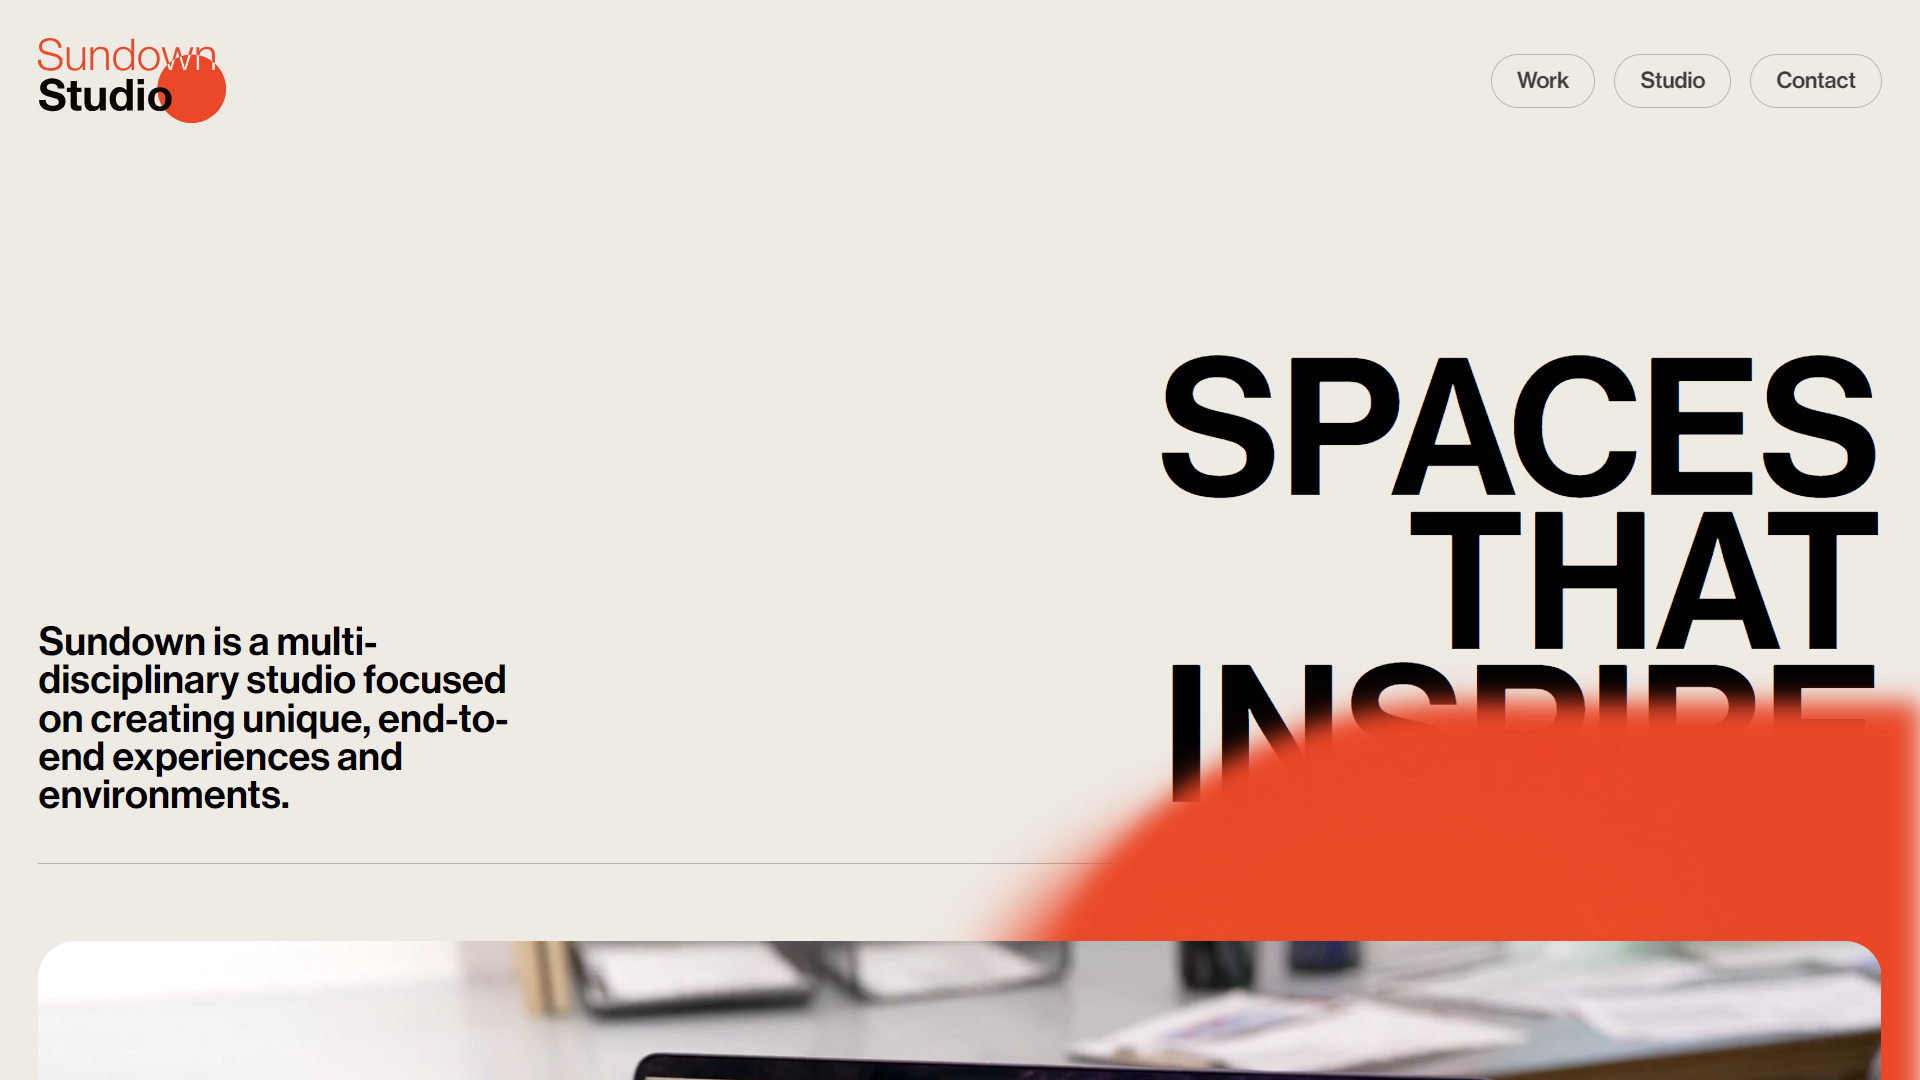 Sundown
Studio
Work
Studio
Contact
SPACES
THAT
INSPIRE
Sundown is a multi-
disciplinary studio focused
on creating unique, end-to-
end experiences and
environments.